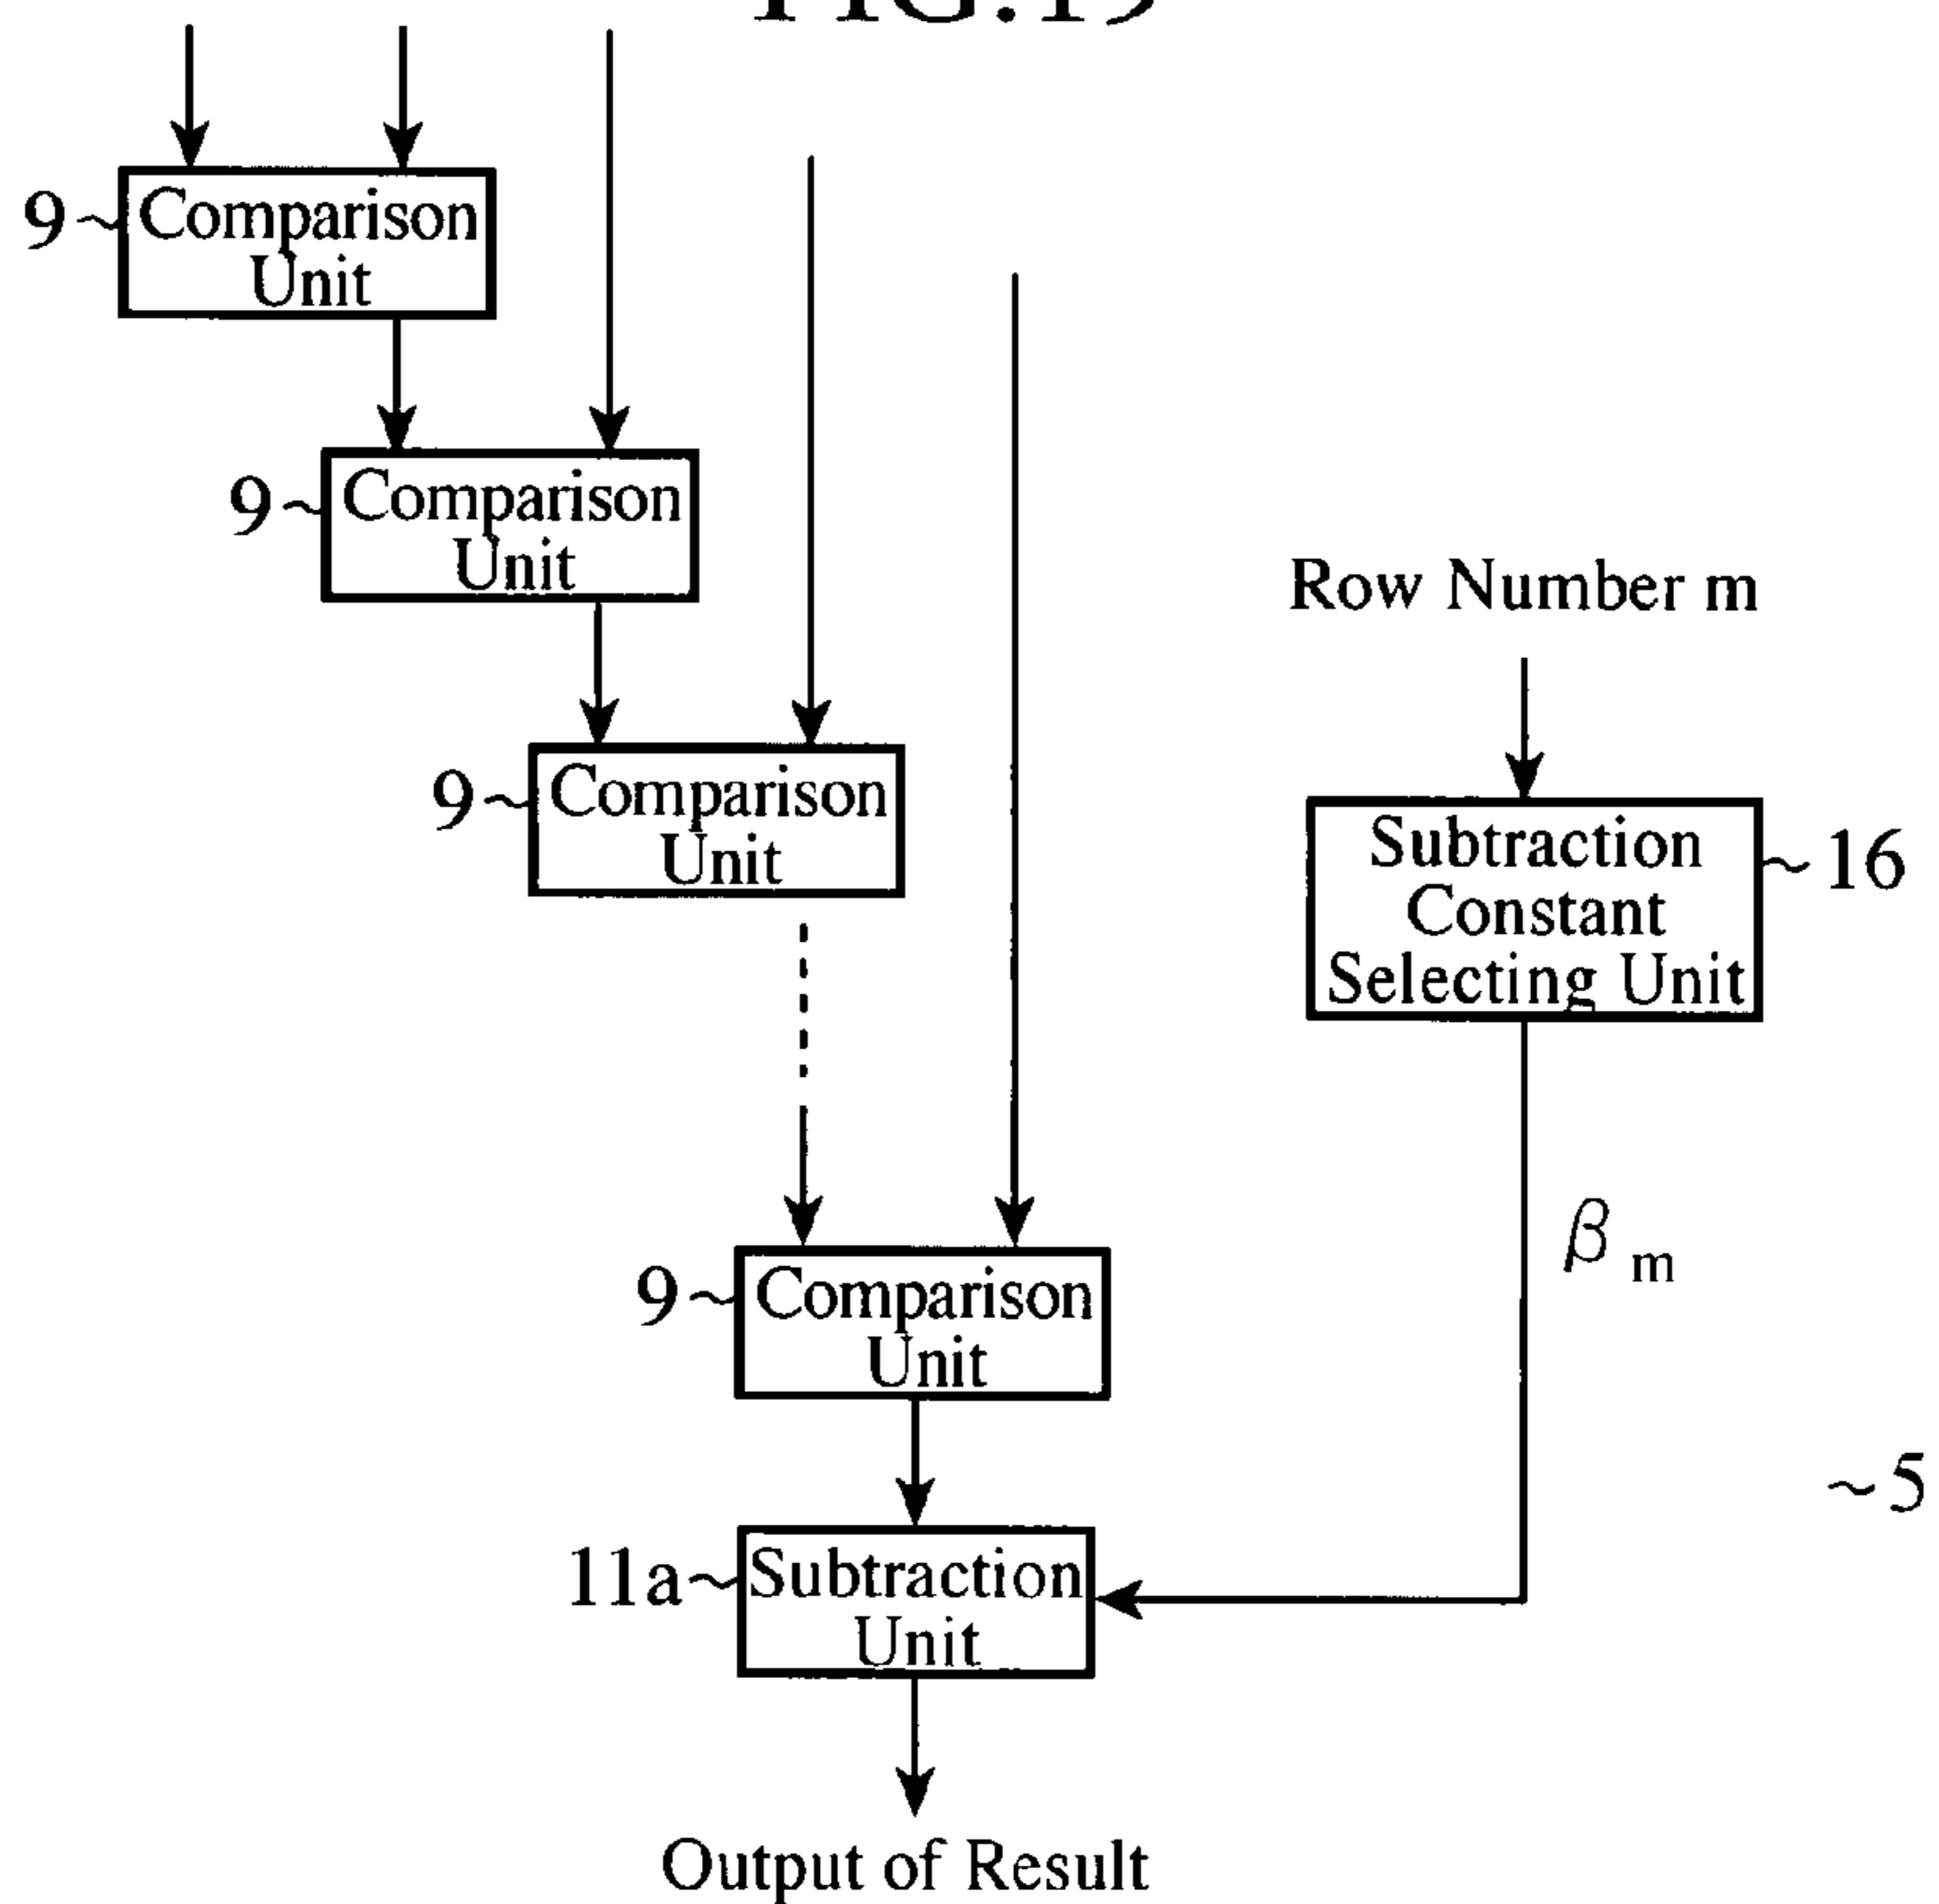 9~ Comparison
Unit
9~ Comparison
Unit
Row Number m
9~ Comparison
Unit
Subtraction ~16
Constant
Selecting Unit
β m
9~ Comparison
Unit
~5
11a~ Subtraction
Unit
Output of Result